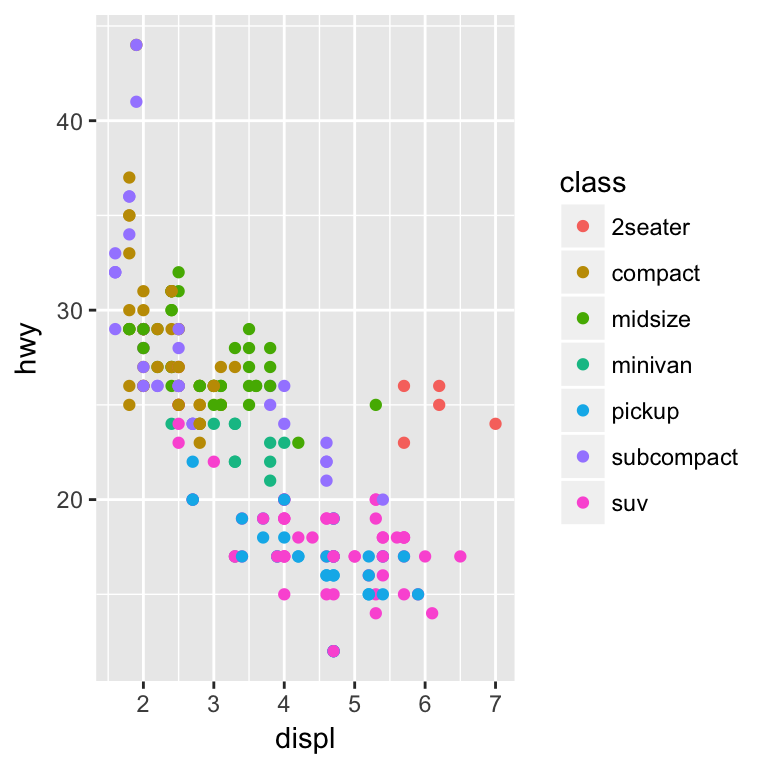 hwy
40
30
20
2 3 4 5 6 7
displ
class
2seater
compact
midsize
minivan
pickup
subcompact
suv